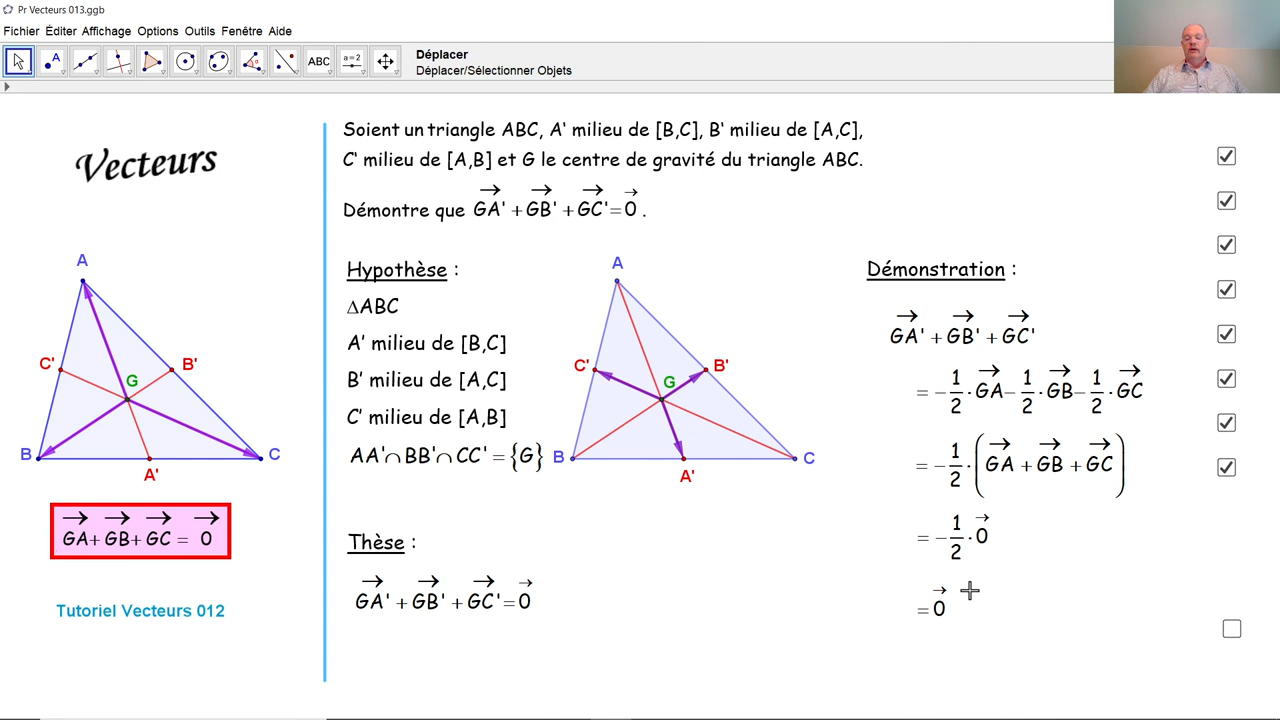 Pr Vecteurs 013.ggb
Fichier Éditer Affichage Options Outils Fenêtre Aide
A ABC a=2 Déplacer
Déplacer/Sélectionner Objets
Vecteurs
A
C'
B'
G
B
C
A'
GA→ + GB→ + GC→ = 0→
Tutoriel Vecteurs 012
Soient un triangle ABC, A' milieu de [B,C], B' milieu de [A,C],
C' milieu de [A,B] et G le centre de gravité du triangle ABC.
Démontre que GA'→ + GB'→ + GC'→ = 0→ .
Hypothèse :
ΔABC
A' milieu de [B,C]
B' milieu de [A,C]
C' milieu de [A,B]
AA'∩BB'∩CC' = {G}
Thèse :
GA'→ + GB'→ + GC'→ = 0→
A
C'
B'
G
B
C
A'
Démonstration :
GA'→ + GB'→ + GC'→
= -1/2·GA→ - 1/2·GB→ - 1/2·GC→
= -1/2·(GA→ + GB→ + GC→)
= -1/2·0→
= 0→